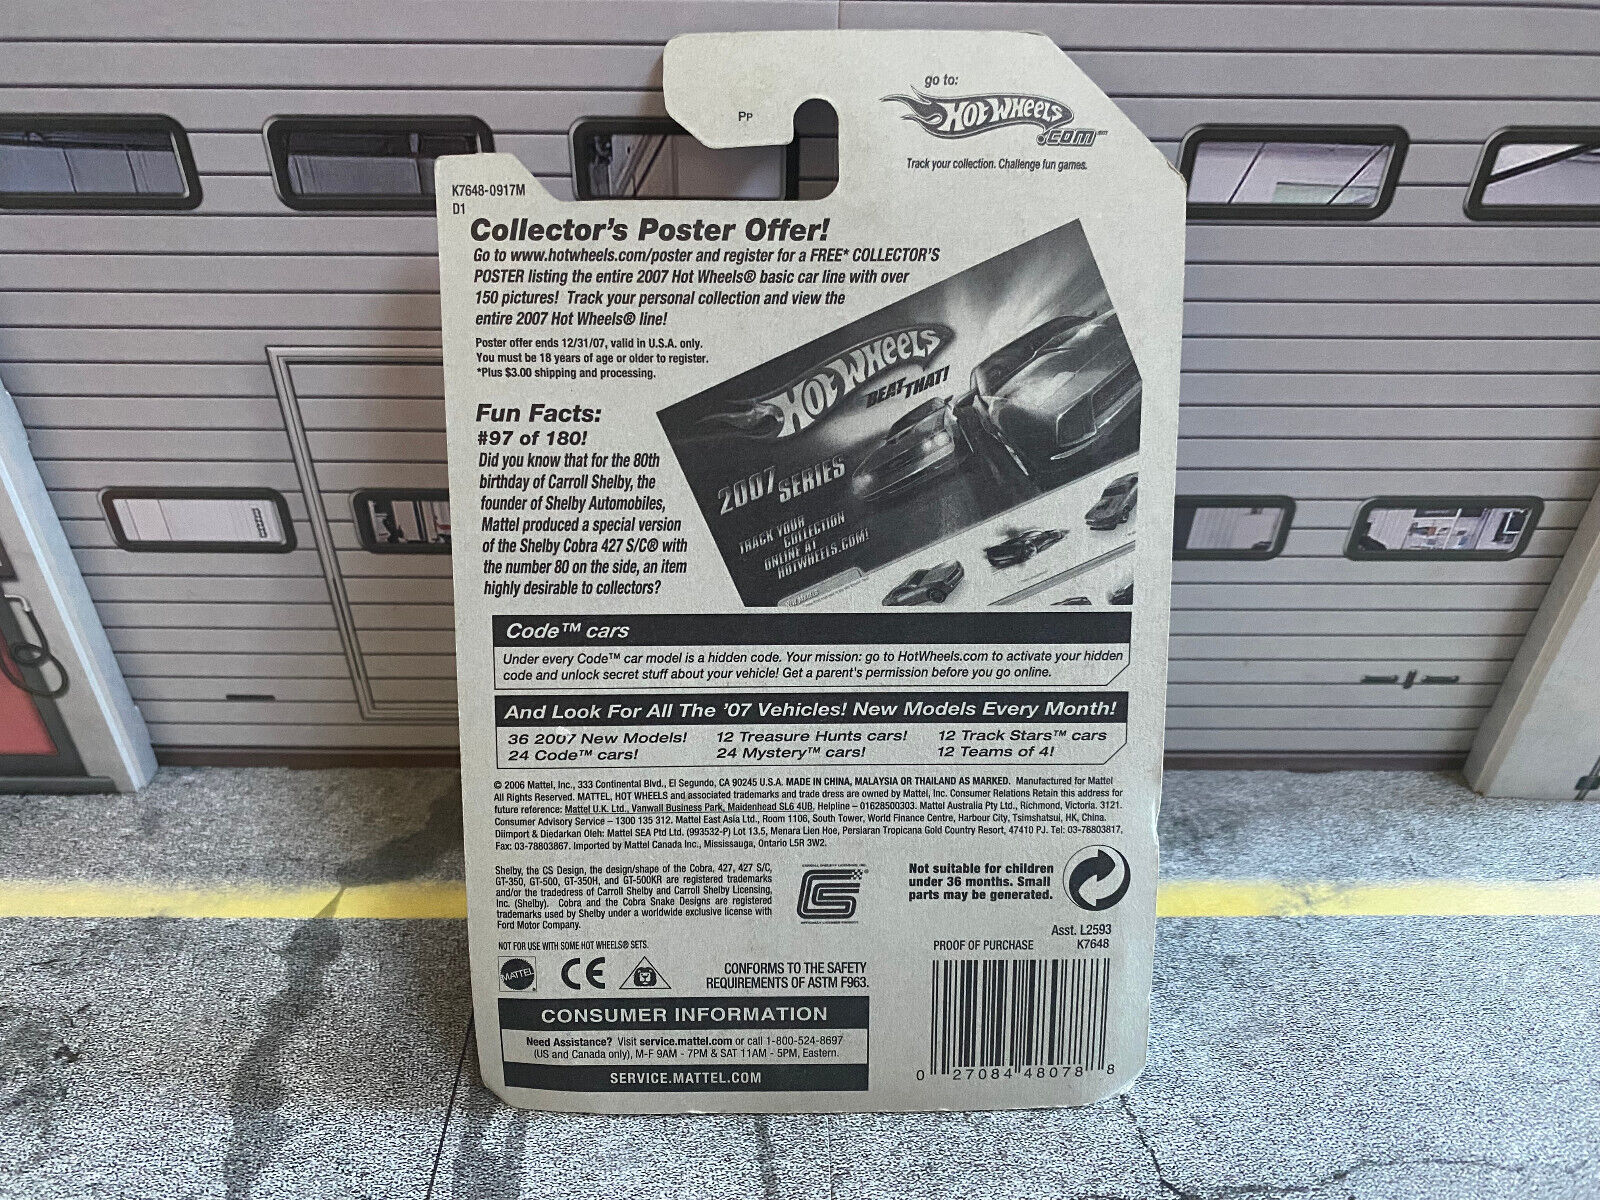 go to:
Hot Wheels
.com™
Track your collection. Challenge fun games.
PP
K7648-0917M
D1
Collector's Poster Offer!
Go to www.hotwheels.com/poster and register for a FREE* COLLECTOR'S
POSTER listing the entire 2007 Hot Wheels® basic car line with over
150 pictures! Track your personal collection and view the
entire 2007 Hot Wheels® line!
Poster offer ends 12/31/07, valid in U.S.A. only.
You must be 18 years of age or older to register.
*Plus $3.00 shipping and processing.
Hot Wheels
BEAT THAT!
2007 SERIES
TRACK YOUR
COLLECTION
ONLINE AT
HOTWHEELS.COM!
Fun Facts:
#97 of 180!
Did you know that for the 80th
birthday of Carroll Shelby, the
founder of Shelby Automobiles,
Mattel produced a special version
of the Shelby Cobra 427 S/C® with
the number 80 on the side, an item
highly desirable to collectors?
Code™ cars
Under every Code™ car model is a hidden code. Your mission: go to HotWheels.com to activate your hidden
code and unlock secret stuff about your vehicle! Get a parent's permission before you go online.
And Look For All The '07 Vehicles! New Models Every Month!
36 2007 New Models! 12 Treasure Hunts cars! 12 Track Stars™ cars
24 Code™ cars! 24 Mystery™ cars! 12 Teams of 4!
© 2006 Mattel, Inc., 333 Continental Blvd., El Segundo, CA 90245 U.S.A. MADE IN CHINA, MALAYSIA OR THAILAND AS MARKED. Manufactured for Mattel
All Rights Reserved. MATTEL, HOT WHEELS and associated trademarks and trade dress are owned by Mattel, Inc. Consumer Relations Retain this address for
future reference: Mattel U.K. Ltd., Vanwall Business Park, Maidenhead SL6 4UB. Helpline – 01628500303. Mattel Australia Pty Ltd., Richmond, Victoria. 3121.
Consumer Advisory Service – 1300 135 312. Mattel East Asia Ltd., Room 1106, South Tower, World Finance Centre, Harbour City, Tsimshatsui, HK, China.
Diimport & Diedarkan Oleh: Mattel SEA Ptd Ltd. (993532-P) Lot 13.5, Menara Lien Hoe, Persiaran Tropicana Gold Country Resort, 47410 PJ. Tel: 03-78803817,
Fax: 03-78803867. Imported by Mattel Canada Inc., Mississauga, Ontario L5R 3W2.
Shelby, the CS Design, the design/shape of the Cobra, 427, 427 S/C,
GT-350, GT-500, GT-350H, and GT-500KR are registered trademarks
and/or the tradedress of Carroll Shelby and Carroll Shelby Licensing,
Inc. (Shelby). Cobra and the Cobra Snake Designs are registered
trademarks used by Shelby under a worldwide exclusive license with
Ford Motor Company.
CS
Not suitable for children
under 36 months. Small
parts may be generated.
Asst. L2593
PROOF OF PURCHASE K7648
NOT FOR USE WITH SOME HOT WHEELS® SETS.
MATTEL
CE
CONFORMS TO THE SAFETY
REQUIREMENTS OF ASTM F963.
CONSUMER INFORMATION
Need Assistance? Visit service.mattel.com or call 1-800-524-8697
(US and Canada only), M-F 9AM - 7PM & SAT 11AM - 5PM, Eastern.
SERVICE.MATTEL.COM
0 27084 48078 8